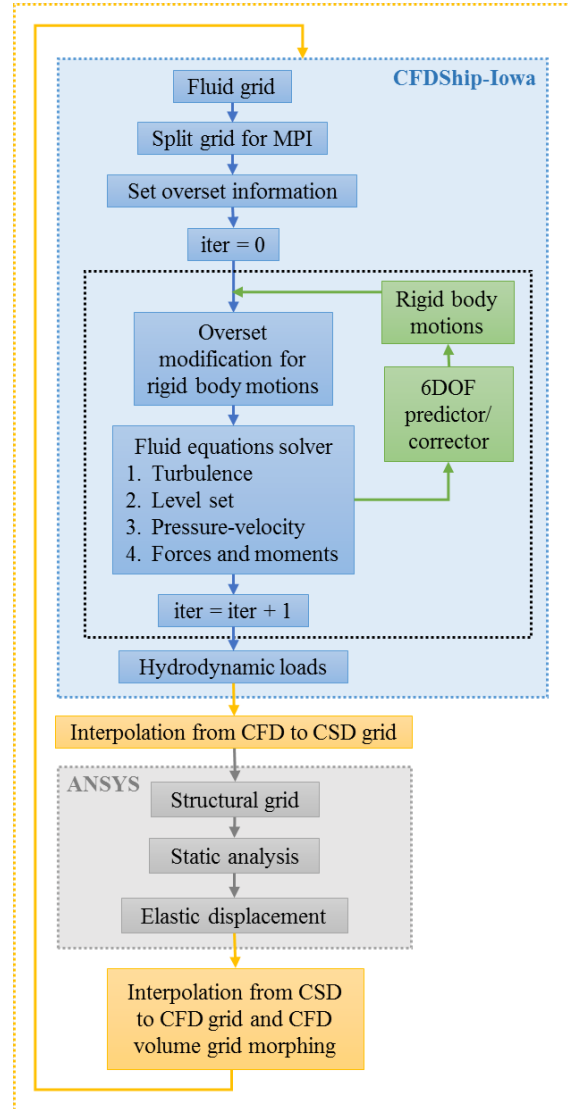 CFDShip-Iowa
Fluid grid
Split grid for MPI
Set overset information
iter = 0
Rigid body
motions
Overset
modification for
rigid body motions
6DOF
predictor/
corrector
Fluid equations solver
1. Turbulence
2. Level set
3. Pressure-velocity
4. Forces and moments
iter = iter + 1
Hydrodynamic loads
Interpolation from CFD to CSD grid
ANSYS
Structural grid
Static analysis
Elastic displacement
Interpolation from CSD
to CFD grid and CFD
volume grid morphing